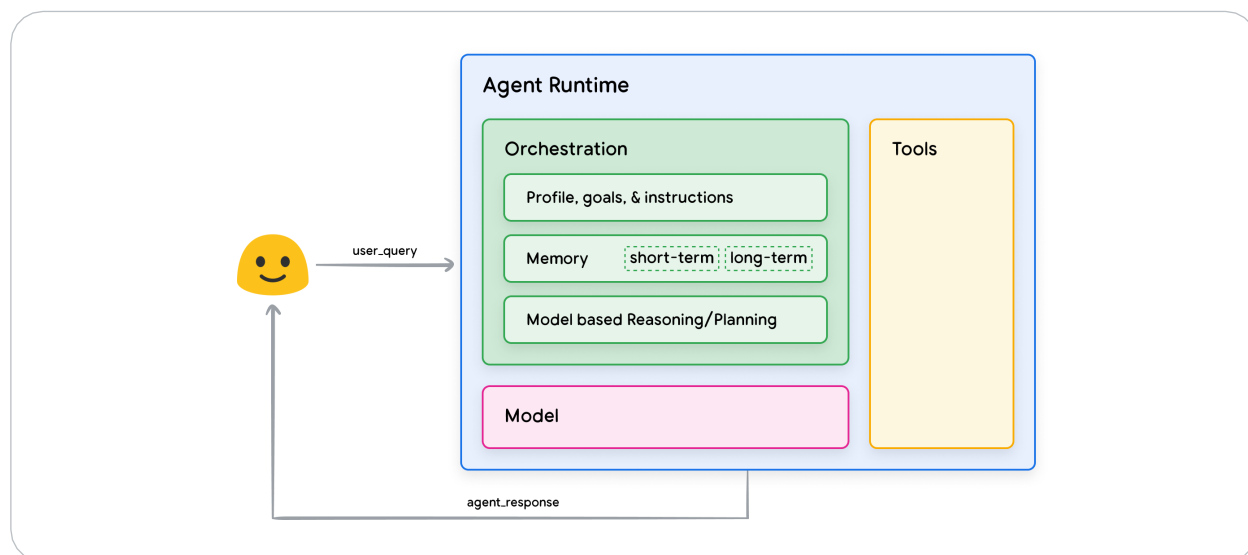 Agent Runtime
Orchestration
Tools
Profile, goals, & instructions
user_query
Memory short-term long-term
Model based Reasoning/Planning
Model
agent_response